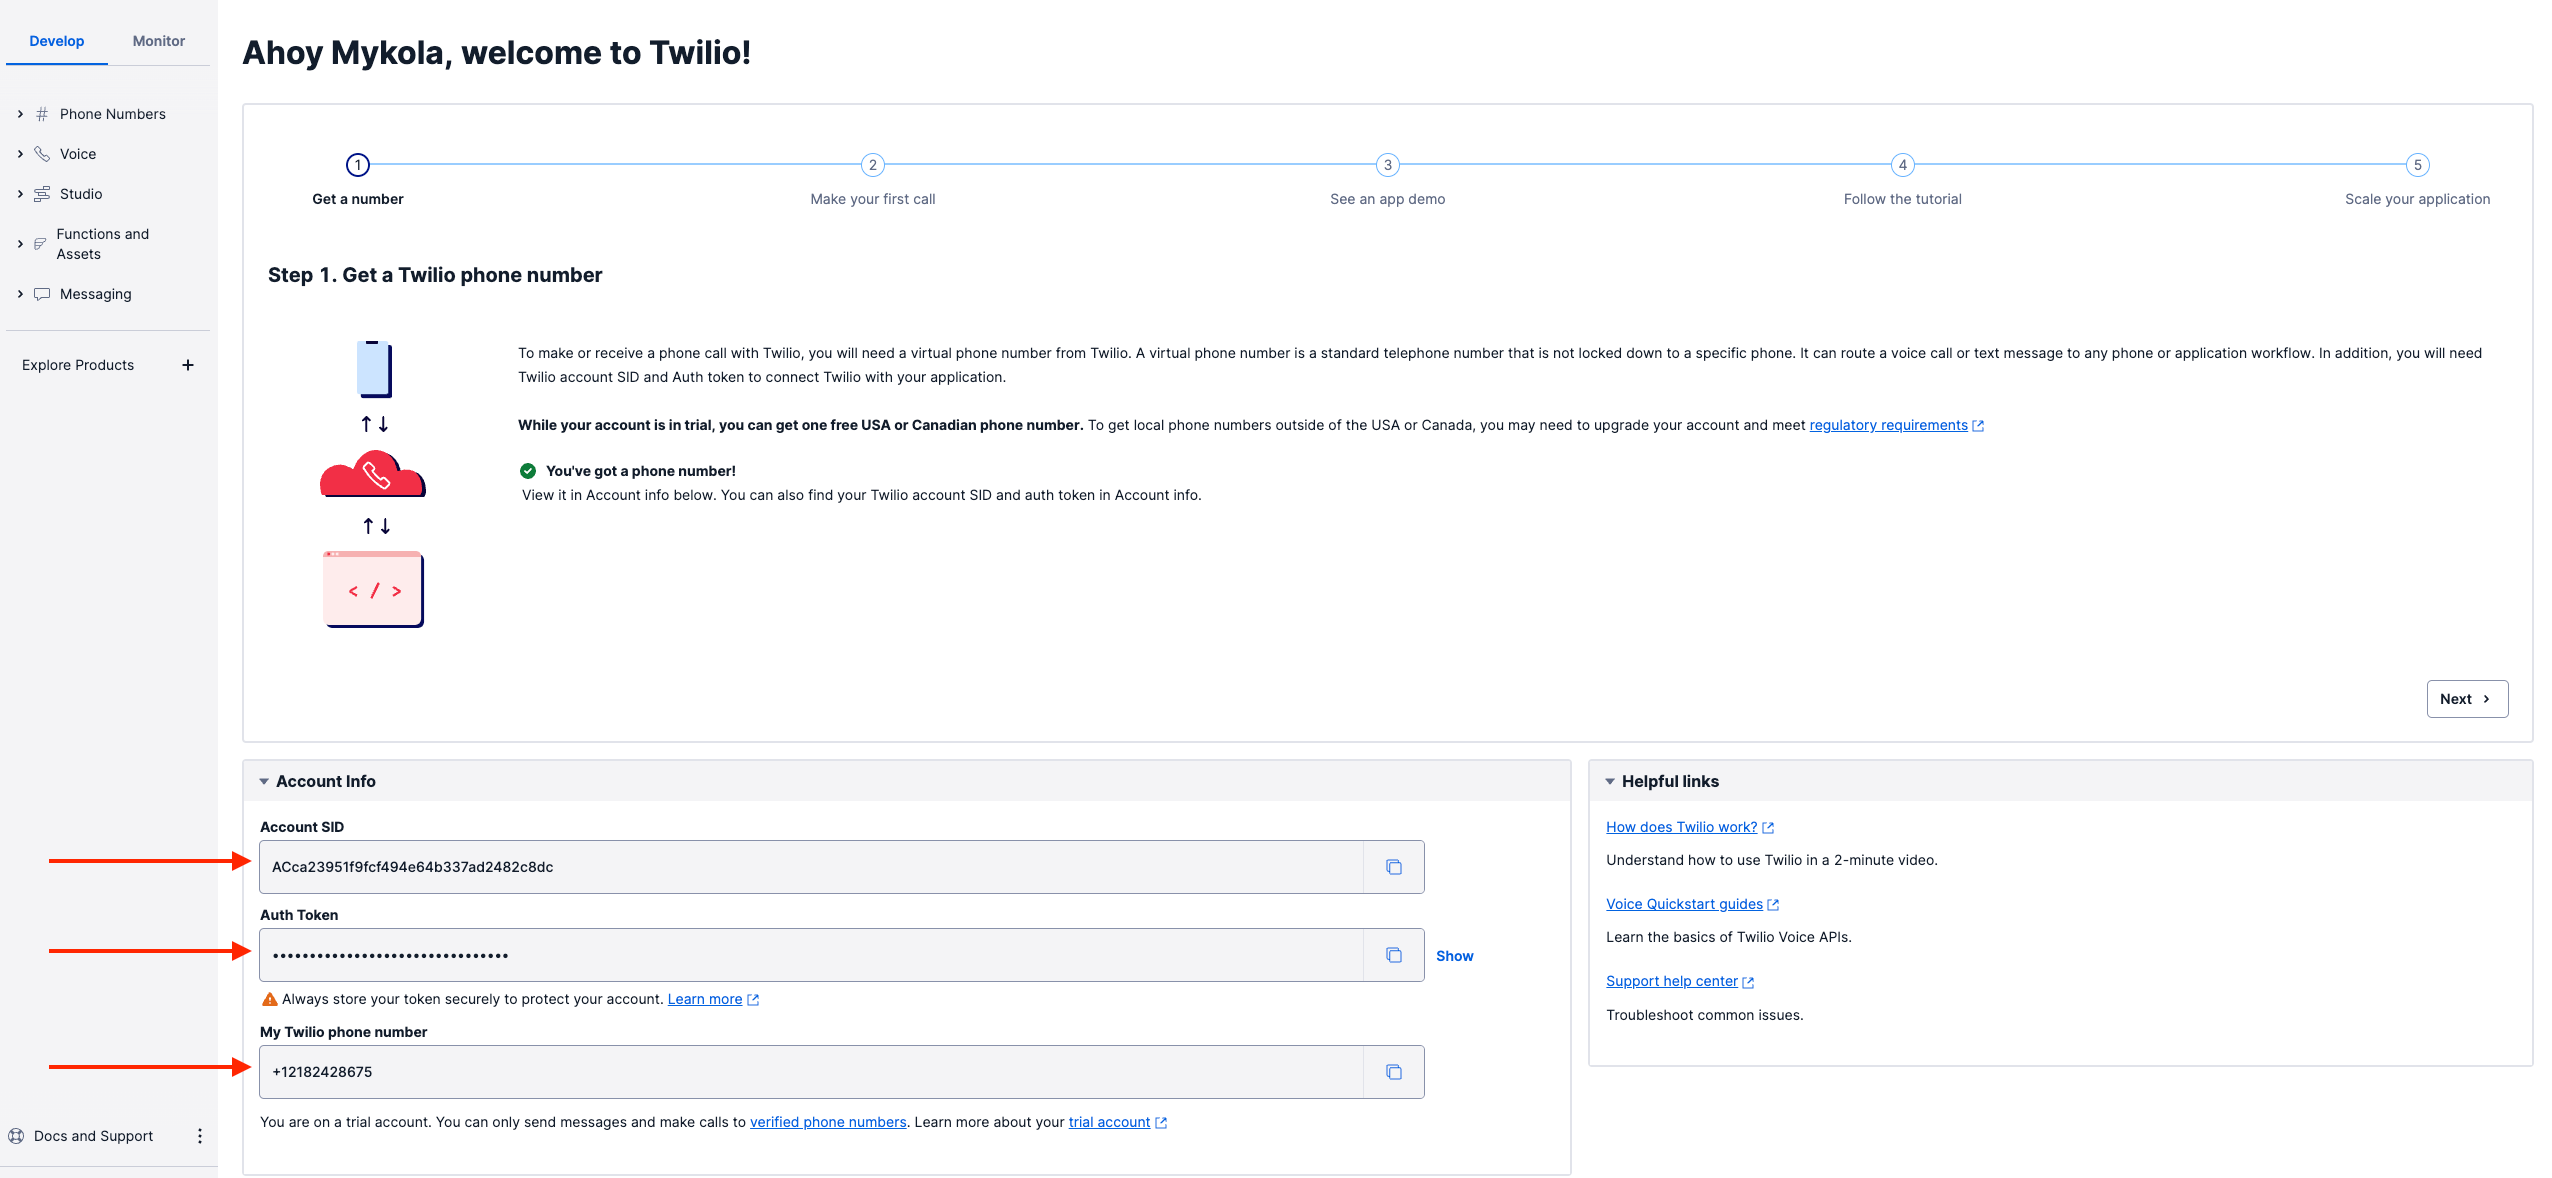 Develop
Monitor
Phone Numbers
Voice
Studio
Functions and
Assets
Messaging
Explore Products
Docs and Support
Ahoy Mykola, welcome to Twilio!
1
2
3
4
5
Get a number
Make your first call
See an app demo
Follow the tutorial
Scale your application
Step 1. Get a Twilio phone number
To make or receive a phone call with Twilio, you will need a virtual phone number from Twilio. A virtual phone number is a standard telephone number that is not locked down to a specific phone. It can route a voice call or text message to any phone or application workflow. In addition, you will need
Twilio account SID and Auth token to connect Twilio with your application.
While your account is in trial, you can get one free USA or Canadian phone number. To get local phone numbers outside of the USA or Canada, you may need to upgrade your account and meet regulatory requirements
You've got a phone number!
View it in Account info below. You can also find your Twilio account SID and auth token in Account info.
< / >
Next
Account Info
Account SID
ACca23951f9fcf494e64b337ad2482c8dc
Auth Token
••••••••••••••••••••••••••••••••
Show
Always store your token securely to protect your account. Learn more
My Twilio phone number
+12182428675
You are on a trial account. You can only send messages and make calls to verified phone numbers. Learn more about your trial account
Helpful links
How does Twilio work?
Understand how to use Twilio in a 2-minute video.
Voice Quickstart guides
Learn the basics of Twilio Voice APIs.
Support help center
Troubleshoot common issues.